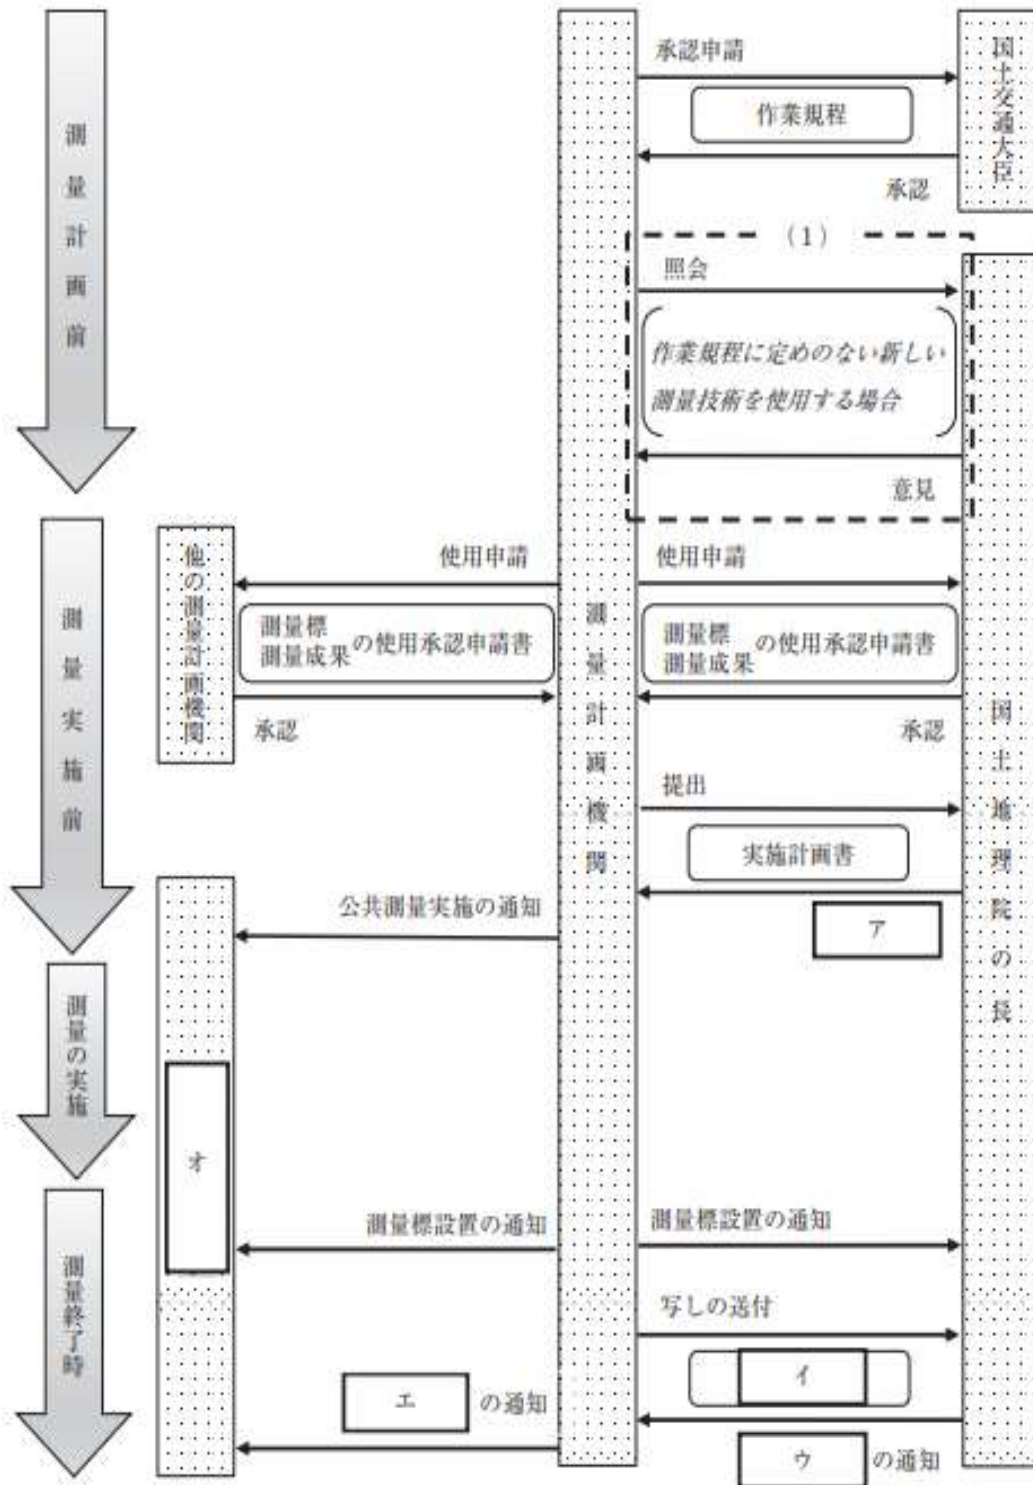 承認申請
国土交通大臣
作業規程
承認
測量計画前
（1）
照会
作業規程に定めのない新しい
測量技術を使用する場合
意見
測量実施前
他の測量計画機関
使用申請
測量標
測量成果の使用承認申請書
承認
測量計画機関
使用申請
測量標
測量成果の使用承認申請書
承認
国土地理院の長
提出
実施計画書
ア
公共測量実施の通知
測量の実施
オ
測量標設置の通知
測量標設置の通知
測量終了時
写しの送付
イ
エ の通知
ウ の通知